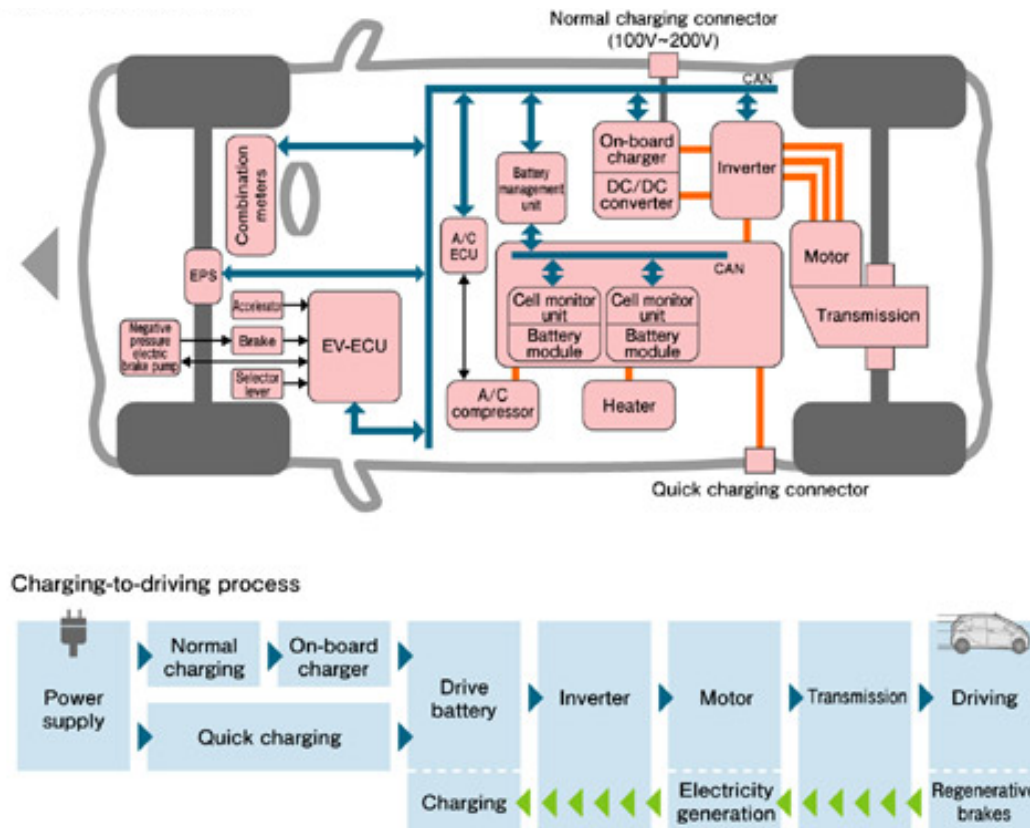 Normal charging connector
(100V~200V)
CAN
Combination
meters
Battery
management
unit
On-board
charger
DC/DC
converter
Inverter
A/C
ECU
CAN
EPS
Motor
Transmission
Cell monitor
unit
Battery
module
Cell monitor
unit
Battery
module
Accelerator
Brake
Negative
pressure
electric
brake pump
Selector
lever
EV-ECU
A/C
compressor
Heater
Quick charging connector
Charging-to-driving process
Power
supply
Normal
charging
On-board
charger
Quick charging
Drive
battery
Inverter
Motor
Transmission
Driving
Charging
Electricity
generation
Regenerative
brakes